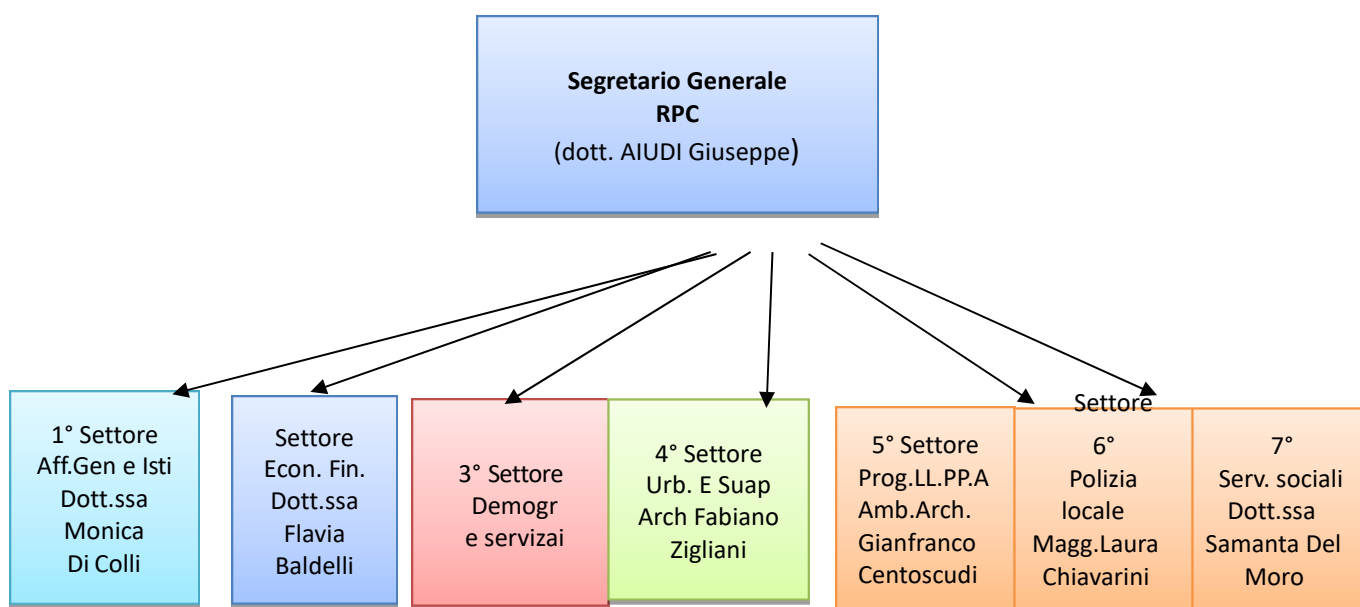 Segretario Generale
RPC
(dott. AIUDI Giuseppe)
1° Settore
Aff.Gen e Isti
Dott.ssa
Monica
Di Colli
Settore
Econ. Fin.
Dott.ssa
Flavia
Baldelli
3° Settore
Demogr
e servizai
4° Settore
Urb. E Suap
Arch Fabiano
Zigliani
5° Settore
Prog.LL.PP.A
Amb.Arch.
Gianfranco
Centoscudi
Settore
6°
Polizia
locale
Magg.Laura
Chiavarini
7°
Serv. sociali
Dott.ssa
Samanta Del
Moro